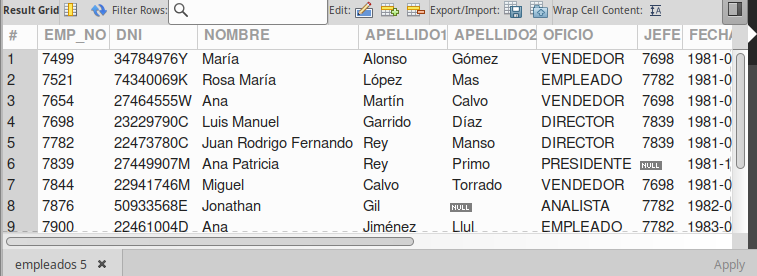 Result Grid Filter Rows: Edit: Export/Import: Wrap Cell Content:
# EMP_NO DNI NOMBRE APELLIDO1 APELLIDO2 OFICIO JEFE FECHA
1 7499 34784976Y María Alonso Gómez VENDEDOR 7698 1981-0
2 7521 74340069K Rosa María López Mas EMPLEADO 7782 1981-0
3 7654 27464555W Ana Martín Calvo VENDEDOR 7698 1981-0
4 7698 23229790C Luis Manuel Garrido Díaz DIRECTOR 7839 1981-0
5 7782 22473780C Juan Rodrigo Fernando Rey Manso DIRECTOR 7839 1981-0
6 7839 27449907M Ana Patricia Rey Primo PRESIDENTE NULL 1981-1
7 7844 22941746M Miguel Calvo Torrado VENDEDOR 7698 1981-0
8 7876 50933568E Jonathan Gil NULL ANALISTA 7782 1982-0
9 7900 22461004D Ana Jiménez Llul EMPLEADO 7782 1983-0
empleados 5 Apply